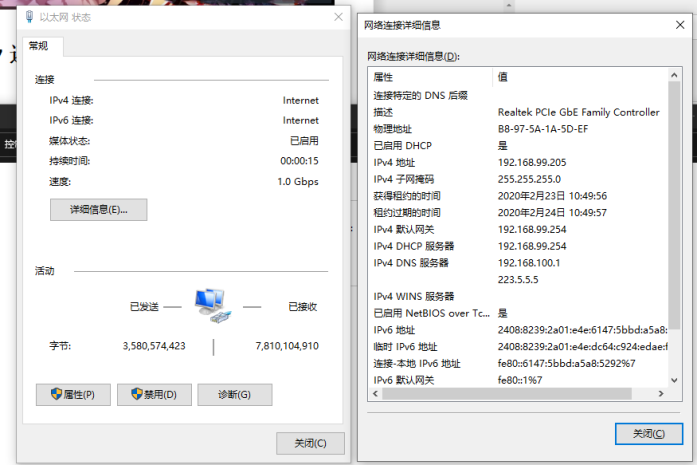 以太网 状态
常规
连接
IPv4 连接: Internet
IPv6 连接: Internet
媒体状态: 已启用
持续时间: 00:00:15
速度: 1.0 Gbps
详细信息(E)...
活动
已发送 — — 已接收
字节: 3,580,574,423 | 7,810,104,910
属性(P)
禁用(D)
诊断(G)
关闭(C)
网络连接详细信息
网络连接详细信息(D):
属性 值
连接特定的 DNS 后缀
描述 Realtek PCIe GbE Family Controller
物理地址 B8-97-5A-1A-5D-EF
已启用 DHCP 是
IPv4 地址 192.168.99.205
IPv4 子网掩码 255.255.255.0
获得租约的时间 2020年2月23日 10:49:56
租约过期的时间 2020年2月24日 10:49:57
IPv4 默认网关 192.168.99.254
IPv4 DHCP 服务器 192.168.99.254
IPv4 DNS 服务器 192.168.100.1
223.5.5.5
IPv4 WINS 服务器
已启用 NetBIOS over Tc... 是
IPv6 地址 2408:8239:2a01:e4e:6147:5bbd:a5a8:
临时 IPv6 地址 2408:8239:2a01:e4e:dc64:c924:edae:f
连接-本地 IPv6 地址 fe80::6147:5bbd:a5a8:5292%7
IPv6 默认网关 fe80::1%7
关闭(C)